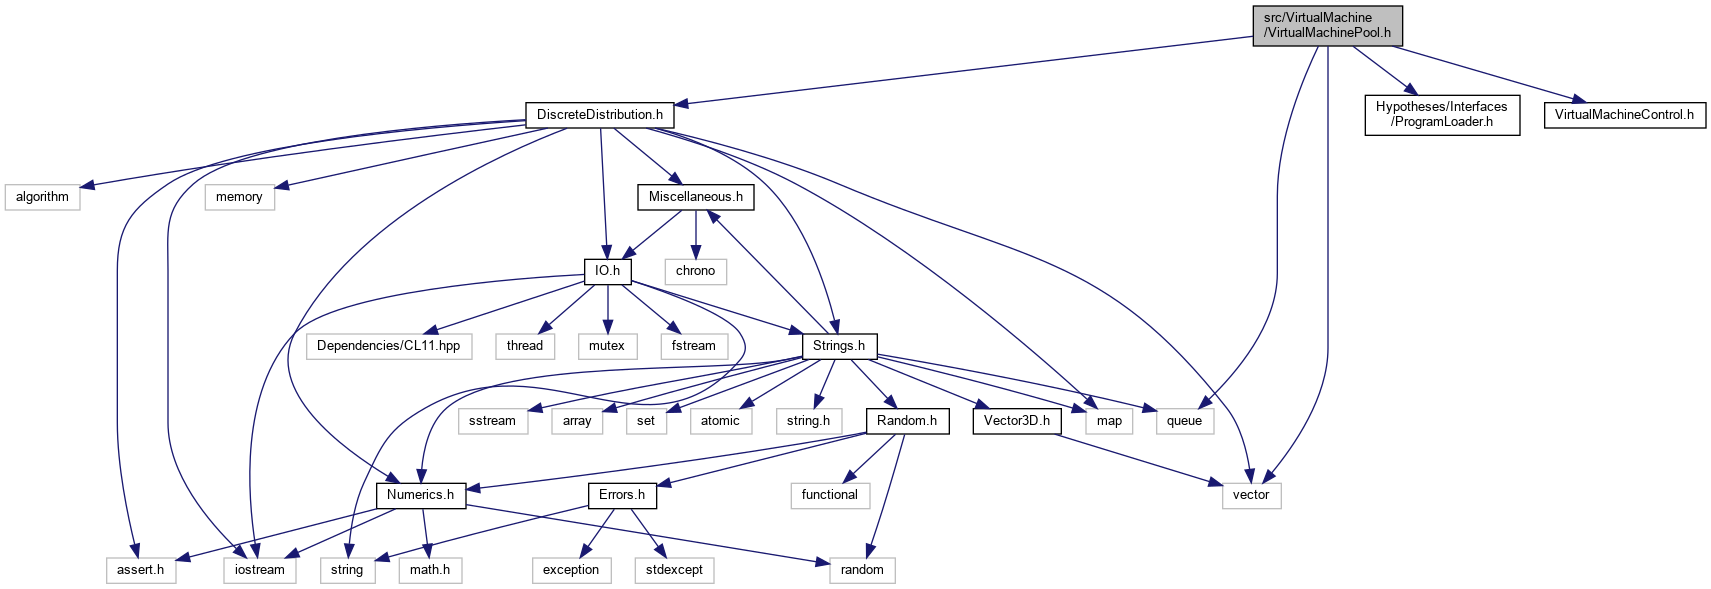 src/VirtualMachine
/VirtualMachinePool.h
DiscreteDistribution.h
Hypotheses/Interfaces
/ProgramLoader.h
VirtualMachineControl.h
algorithm
memory
Miscellaneous.h
IO.h
chrono
Dependencies/CL11.hpp
thread
mutex
fstream
Strings.h
sstream
array
set
atomic
string.h
Random.h
Vector3D.h
map
queue
Numerics.h
Errors.h
functional
vector
assert.h
iostream
string
math.h
exception
stdexcept
random